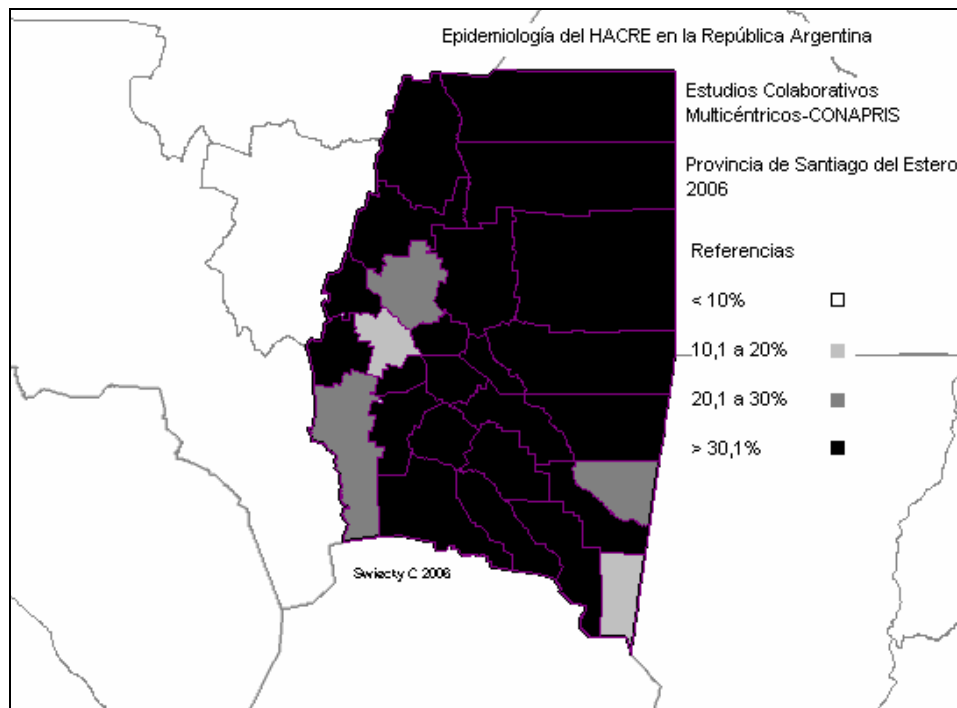 Epidemiología del HACRE en la República Argentina
Estudios Colaborativos
Multicéntricos-CONAPRIS
Provincia de Santiago del Estero
2006
Referencias
< 10%
10,1 a 20%
20,1 a 30%
> 30,1%
Swiecty C 2006